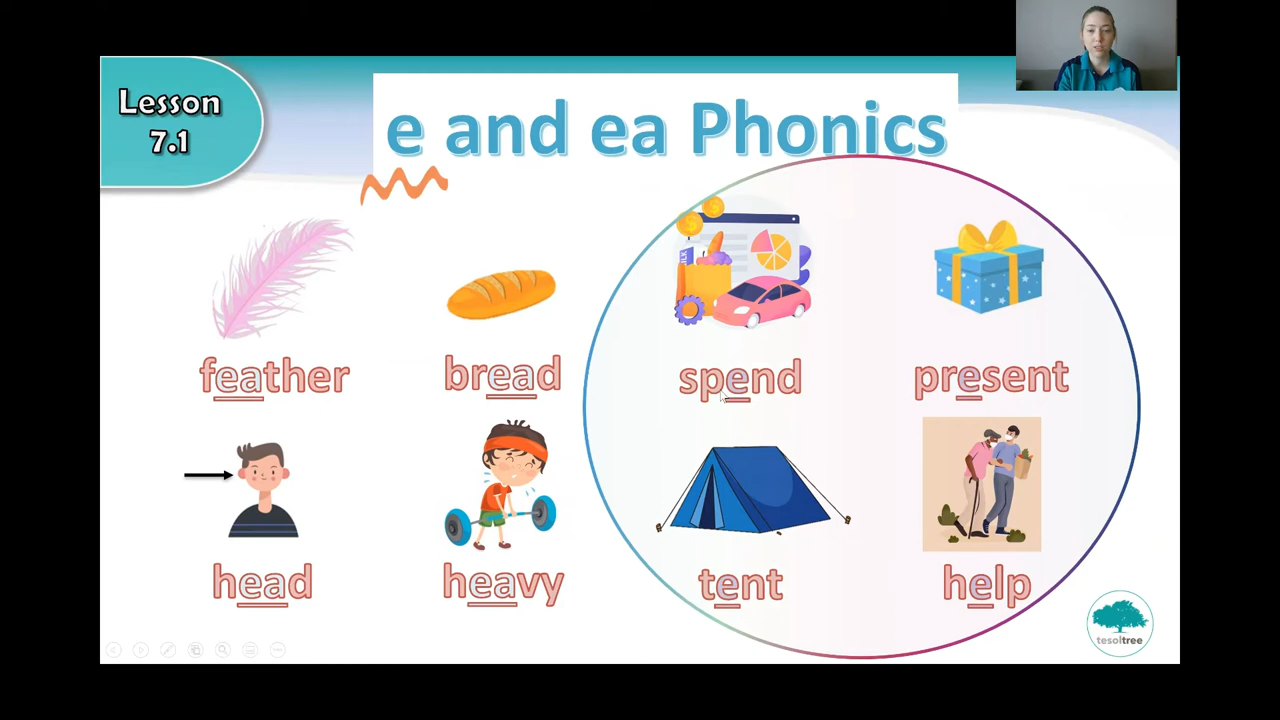 Lesson
7.1
e and ea Phonics
feather
bread
spend
present
head
heavy
tent
help
tesoltree